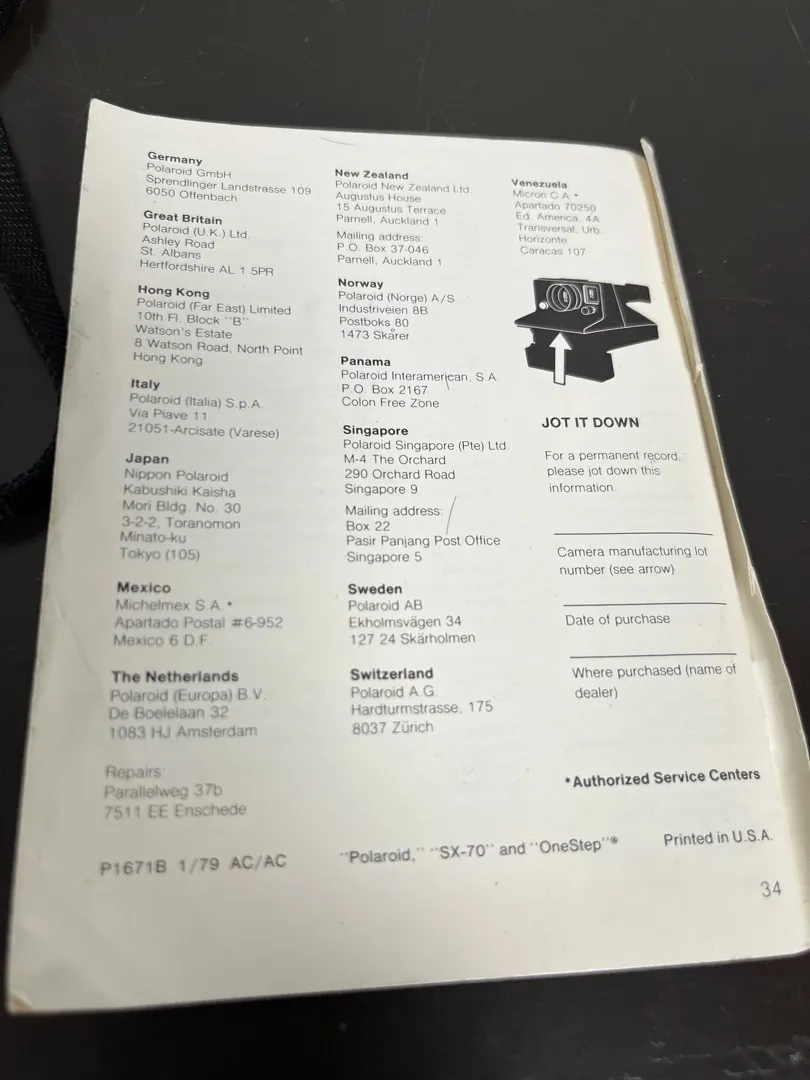 Germany
Polaroid GmbH
Sprendlinger Landstrasse 109
6050 Offenbach
Great Britain
Polaroid (U.K.) Ltd.
Ashley Road
St. Albans
Hertfordshire AL 1 5PR
Hong Kong
Polaroid (Far East) Limited
10th Fl. Block "B"
Watson's Estate
8 Watson Road, North Point
Hong Kong
Italy
Polaroid (Italia) S.p.A.
Via Piave 11
21051-Arcisate (Varese)
Japan
Nippon Polaroid
Kabushiki Kaisha
Mori Bldg. No. 30
3-2-2, Toranomon
Minato-ku
Tokyo (105)
Mexico
Michelmex S.A.*
Apartado Postal #6-952
Mexico 6 D.F.
The Netherlands
Polaroid (Europa) B.V.
De Boelelaan 32
1083 HJ Amsterdam
Repairs:
Parallelweg 37b
7511 EE Enschede
New Zealand
Polaroid New Zealand Ltd.
Augustus House
15 Augustus Terrace
Parnell, Auckland 1
Mailing address:
P.O. Box 37-046
Parnell, Auckland 1
Norway
Polaroid (Norge) A/S
Industriveien 8B
Postboks 80
1473 Skårer
Panama
Polaroid Interamerican, S.A.
P.O. Box 2167
Colon Free Zone
Singapore
Polaroid Singapore (Pte) Ltd.
M-4 The Orchard
290 Orchard Road
Singapore 9
Mailing address:
Box 22
Pasir Panjang Post Office
Singapore 5
Sweden
Polaroid AB
Ekholmsvägen 34
127 24 Skärholmen
Switzerland
Polaroid A.G.
Hardturmstrasse, 175
8037 Zürich
Venezuela
Micron C.A.*
Apartado 70250
Ed. America, 4A
Transversal, Urb.
Horizonte
Caracas 107
JOT IT DOWN
For a permanent record,
please jot down this
information.
Camera manufacturing lot
number (see arrow)
Date of purchase
Where purchased (name of
dealer)
*Authorized Service Centers
P1671B 1/79 AC/AC
"Polaroid," "SX-70" and "OneStep"®
Printed in U.S.A.
34